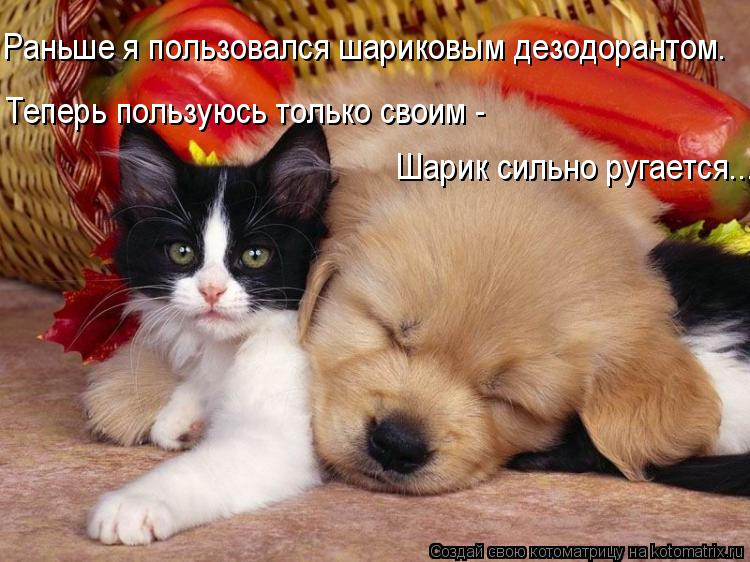 Раньше я пользовался шариковым дезодорантом.
Теперь пользуюсь только своим -
Шарик сильно ругается...
Создай свою котоматрицу на kotomatrix.ru